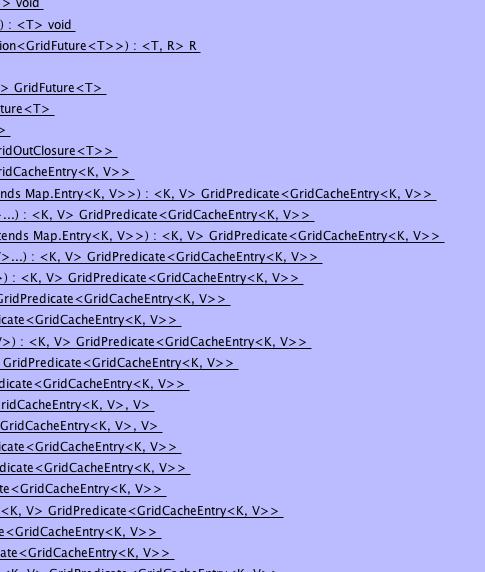 > void
) : <T> void
ion<GridFuture<T>>) : <T, R> R
> GridFuture<T>
ture<T>
>
ridOutClosure<T>>
ridCacheEntry<K, V>>
nds Map.Entry<K, V>>) : <K, V> GridPredicate<GridCacheEntry<K, V>>
>...) : <K, V> GridPredicate<GridCacheEntry<K, V>>
tends Map.Entry<K, V>>) : <K, V> GridPredicate<GridCacheEntry<K, V>>
>...) : <K, V> GridPredicate<GridCacheEntry<K, V>>
>) : <K, V> GridPredicate<GridCacheEntry<K, V>>
GridPredicate<GridCacheEntry<K, V>>
icate<GridCacheEntry<K, V>>
>) : <K, V> GridPredicate<GridCacheEntry<K, V>>
GridPredicate<GridCacheEntry<K, V>>
dicate<GridCacheEntry<K, V>>
ridCacheEntry<K, V>, V>
GridCacheEntry<K, V>, V>
icate<GridCacheEntry<K, V>>
dicate<GridCacheEntry<K, V>>
te<GridCacheEntry<K, V>>
<K, V> GridPredicate<GridCacheEntry<K, V>>
e<GridCacheEntry<K, V>>
ate<GridCacheEntry<K, V>>
<K, V> GridPredicate<GridCacheEntry<K, V>>